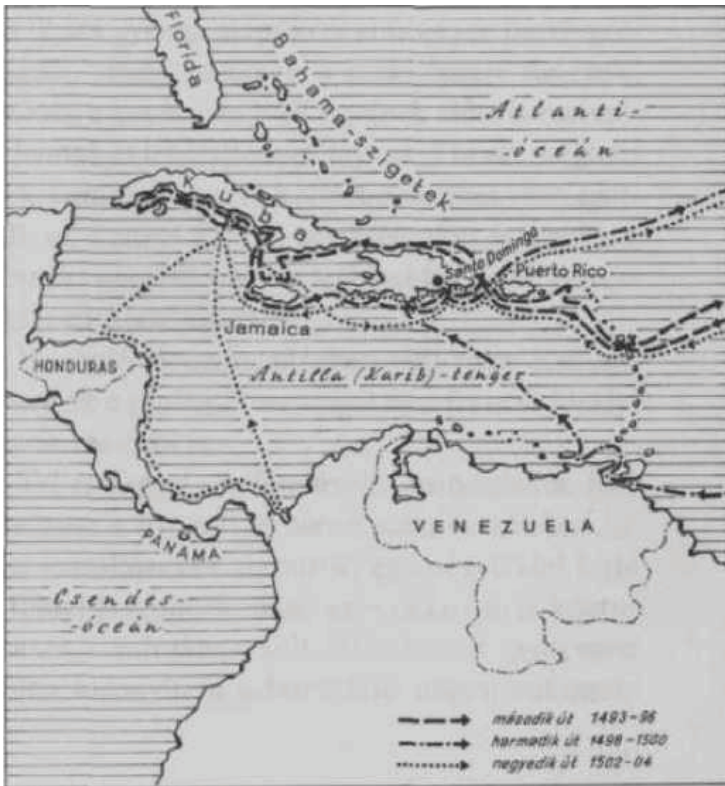 Florida
Bahama-szigetek
Atlanti-
-óceán
Kuba
Santo Domingo
Puerto Rico
Jamaica
HONDURAS
Antilla (Karib)-tenger
VENEZUELA
PANAMA
Csendes-
-óceán
második út 1493-96
harmadik út 1498-1500
negyedik út 1502-04